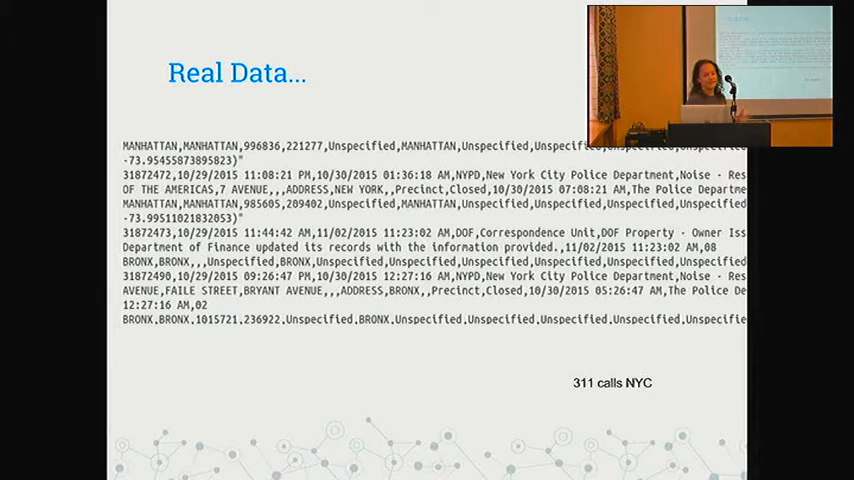 Real Data...
MANHATTAN,MANHATTAN,996836,221277,Unspecified,MANHATTAN,Unspecified,Unspecified,Unspecified,
-73.95455873895823)"
31872472,10/29/2015 11:08:21 PM,10/30/2015 01:36:18 AM,NYPD,New York City Police Department,Noise - Res
OF THE AMERICAS,7 AVENUE,,,ADDRESS,NEW YORK,,Precinct,Closed,10/30/2015 07:08:21 AM,The Police Departme
MANHATTAN,MANHATTAN,985605,209402,Unspecified,MANHATTAN,Unspecified,Unspecified,Unspecified,Unspecified
-73.99511021832053)"
31872473,10/29/2015 11:44:42 AM,11/02/2015 11:23:02 AM,DOF,Correspondence Unit,DOF Property - Owner Iss
Department of Finance updated its records with the information provided.,11/02/2015 11:23:02 AM,08
BRONX,BRONX,,,Unspecified,BRONX,Unspecified,Unspecified,Unspecified,Unspecified,Unspecified,Unspecified
31872490,10/29/2015 09:26:47 PM,10/30/2015 12:27:16 AM,NYPD,New York City Police Department,Noise - Res
AVENUE,FAILE STREET,BRYANT AVENUE,,,ADDRESS,BRONX,,Precinct,Closed,10/30/2015 05:26:47 AM,The Police De
12:27:16 AM,02
BRONX,BRONX,1015721,236922,Unspecified,BRONX,Unspecified,Unspecified,Unspecified,Unspecified,Unspecifie
311 calls NYC